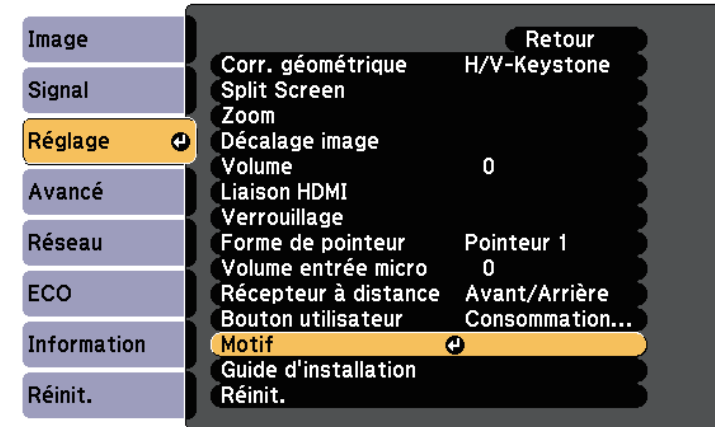 Image
Signal
Réglage
Avancé
Réseau
ECO
Information
Réinit.
Retour
Corr. géométrique H/V-Keystone
Split Screen
Zoom
Décalage image
Volume 0
Liaison HDMI
Verrouillage
Forme de pointeur Pointeur 1
Volume entrée micro 0
Récepteur à distance Avant/Arrière
Bouton utilisateur Consommation...
Motif
Guide d'installation
Réinit.